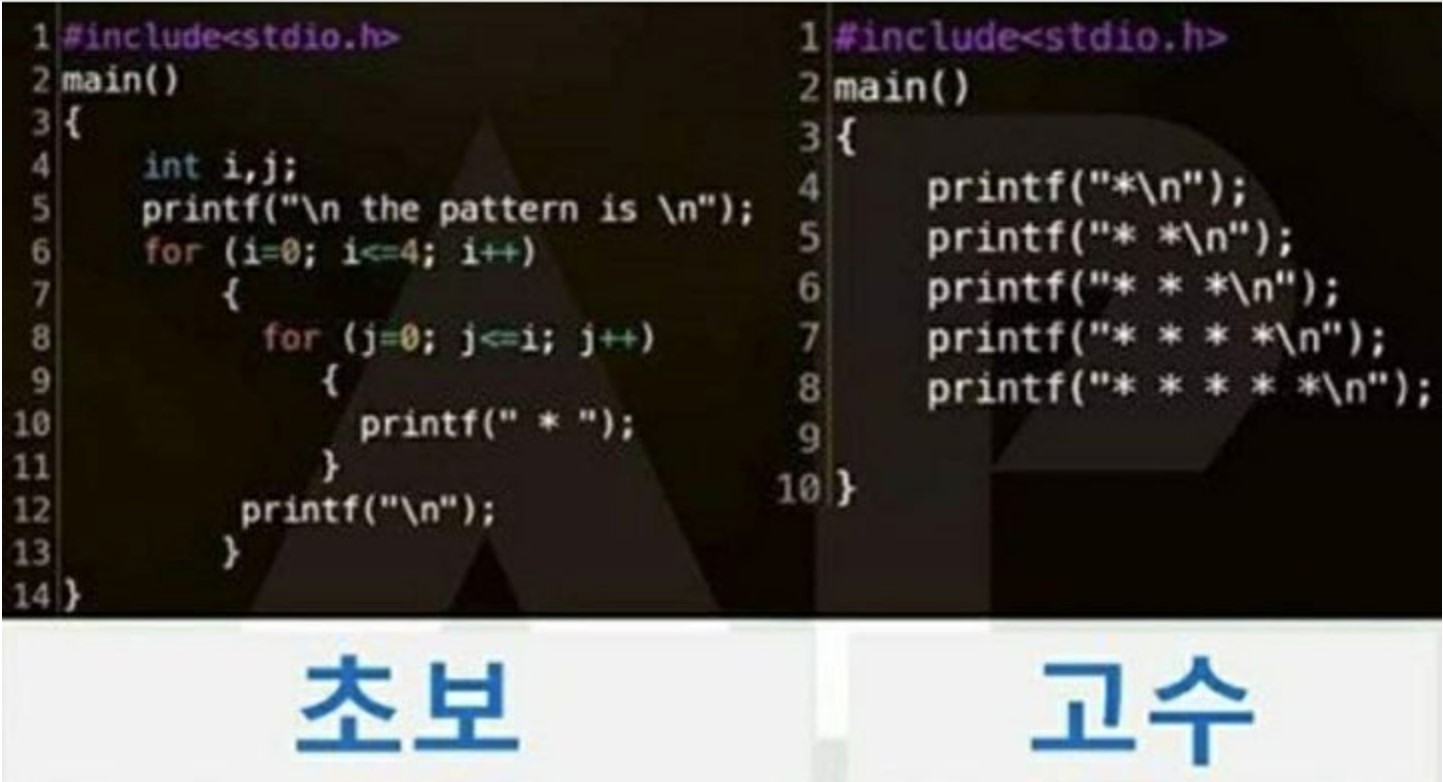 1 #include<stdio.h>
2 main()
3 {
4     int i,j;
5     printf("\n the pattern is \n");
6     for (i=0; i<=4; i++)
7         {
8           for (j=0; j<=i; j++)
9              {
10               printf(" * ");
11             }
12         printf("\n");
13        }
14 }
초보
1 #include<stdio.h>
2 main()
3 {
4     printf("*\n");
5     printf("* *\n");
6     printf("* * *\n");
7     printf("* * * *\n");
8     printf("* * * * *\n");
9
10 }
고수